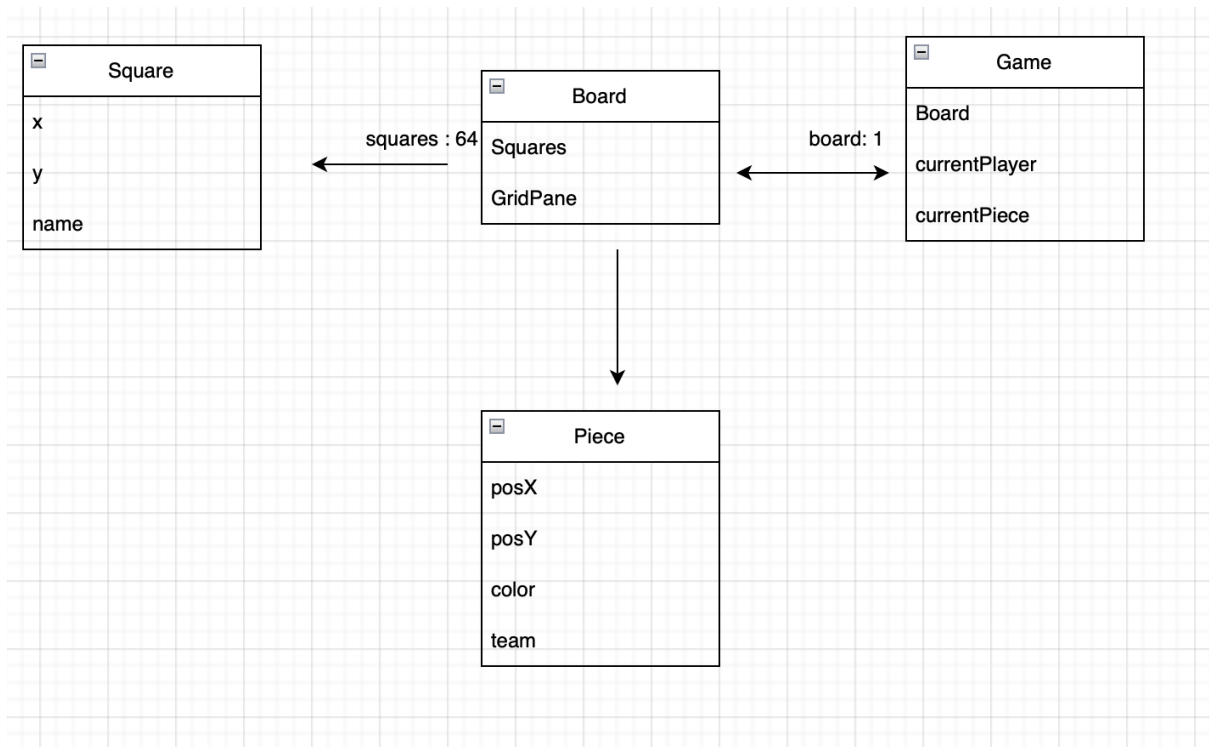 Square
x
y
name
squares : 64
Board
Squares
GridPane
board: 1
Game
Board
currentPlayer
currentPiece
Piece
posX
posY
color
team